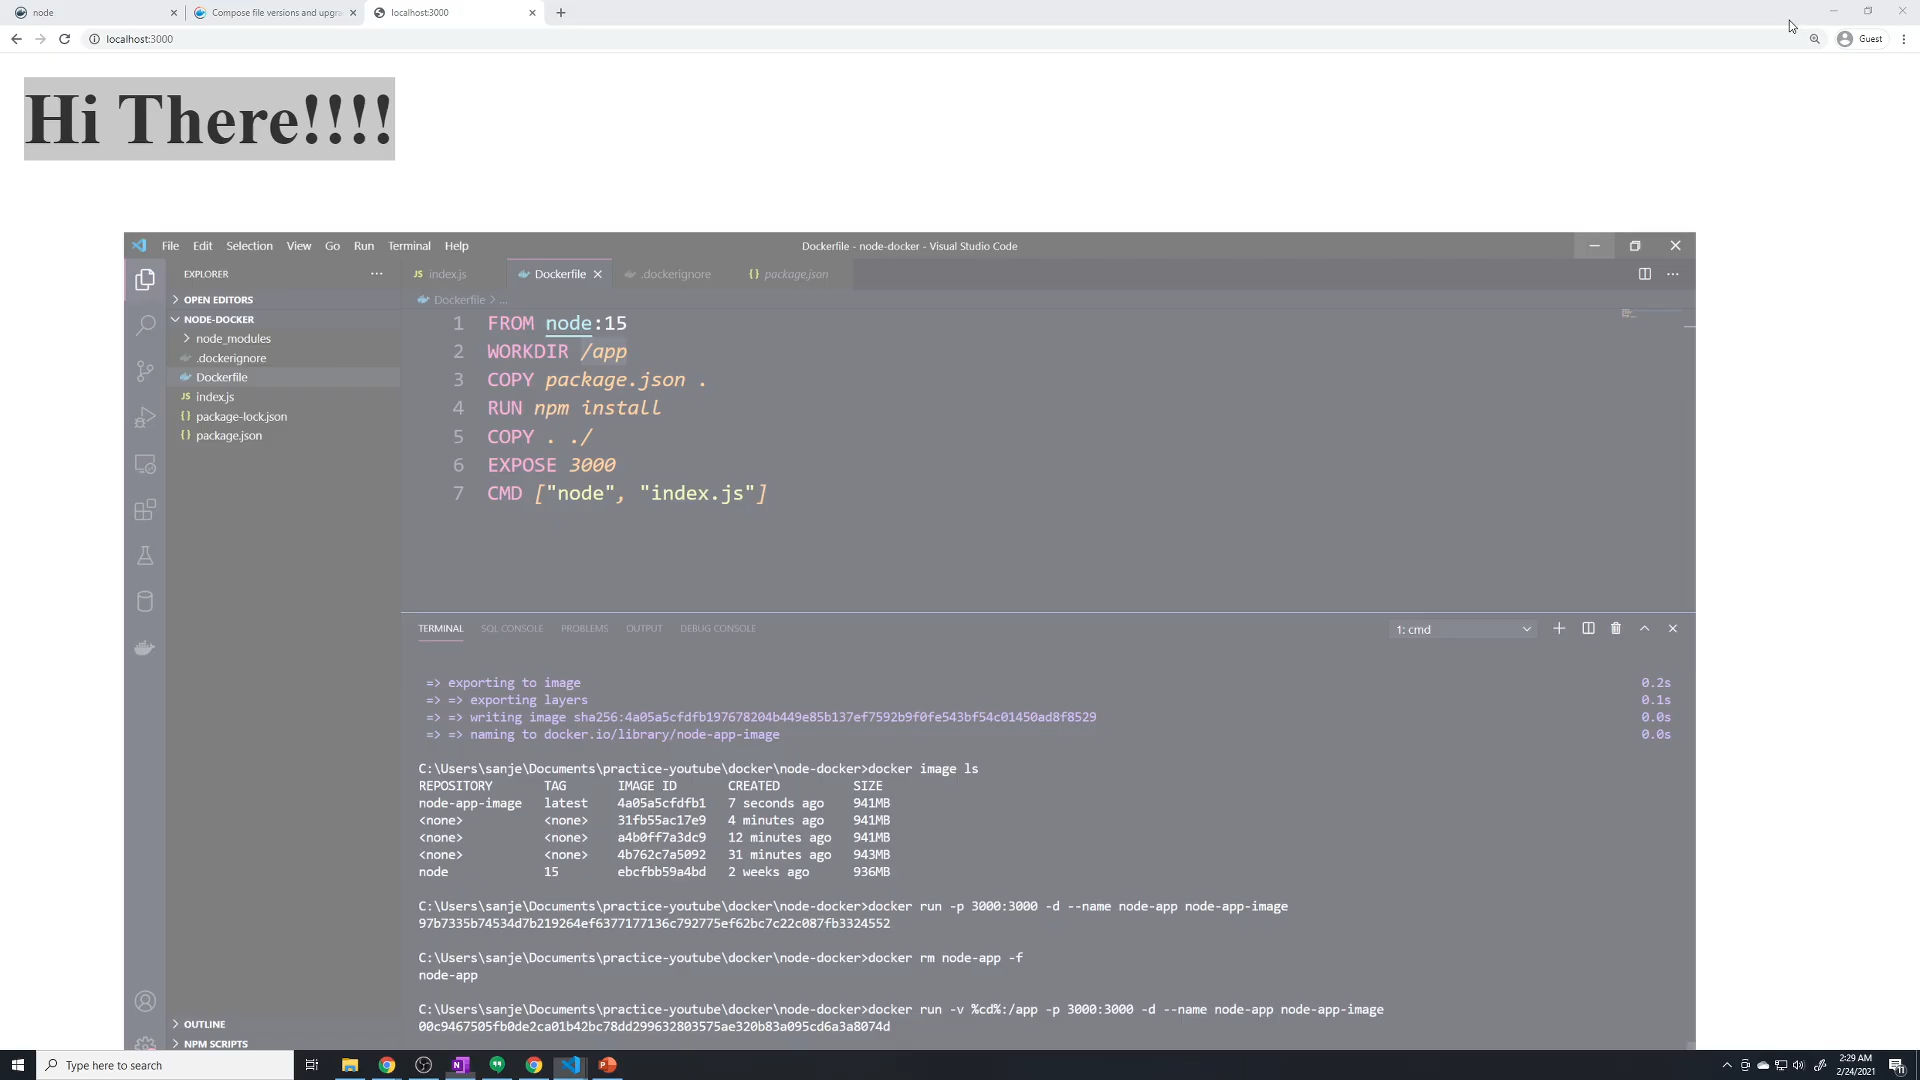 node
Compose file versions and upgra
localhost:3000
localhost:3000
Guest
Hi There!!!!
File Edit Selection View Go Run Terminal Help
Dockerfile - node-docker - Visual Studio Code
EXPLORER
index.js
Dockerfile
.dockerignore
package.json
OPEN EDITORS
Dockerfile > ...
NODE-DOCKER
node_modules
.dockerignore
Dockerfile
JS index.js
{} package-lock.json
{} package.json
1 FROM node:15
2 WORKDIR /app
3 COPY package.json .
4 RUN npm install
5 COPY . ./
6 EXPOSE 3000
7 CMD ["node", "index.js"]
TERMINAL SQL CONSOLE PROBLEMS OUTPUT DEBUG CONSOLE
1: cmd
=> exporting to image 0.2s
=> => exporting layers 0.1s
=> => writing image sha256:4a05a5cfdfb197678204b449e85b137ef7592b9f0fe543bf54c01450ad8f8529 0.0s
=> => naming to docker.io/library/node-app-image 0.0s
C:\Users\sanje\Documents\practice-youtube\docker\node-docker>docker image ls
REPOSITORY TAG IMAGE ID CREATED SIZE
node-app-image latest 4a05a5cfdfb1 7 seconds ago 941MB
<none> <none> 31fb55ac17e9 4 minutes ago 941MB
<none> <none> a4b0ff7a3dc9 12 minutes ago 941MB
<none> <none> 4b762c7a5092 31 minutes ago 943MB
node 15 ebcfbb59a4bd 2 weeks ago 936MB
C:\Users\sanje\Documents\practice-youtube\docker\node-docker>docker run -p 3000:3000 -d --name node-app node-app-image
97b7335b74534d7b219264ef6377177136c792775ef62bc7c22c087fb3324552
C:\Users\sanje\Documents\practice-youtube\docker\node-docker>docker rm node-app -f
node-app
C:\Users\sanje\Documents\practice-youtube\docker\node-docker>docker run -v %cd%:/app -p 3000:3000 -d --name node-app node-app-image
00c9467505fb0de2ca01b42bc78dd299632803575ae320b83a095cd6a3a8074d
OUTLINE
NPM SCRIPTS
Type here to search
2:29 AM
2/24/2021